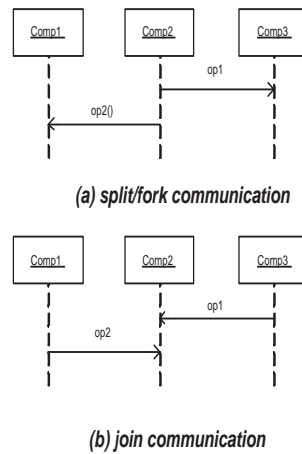 Comp1 Comp2 Comp3
op1
op2()
(a) split/fork communication
Comp1 Comp2 Comp3
op1
op2
(b) join communication